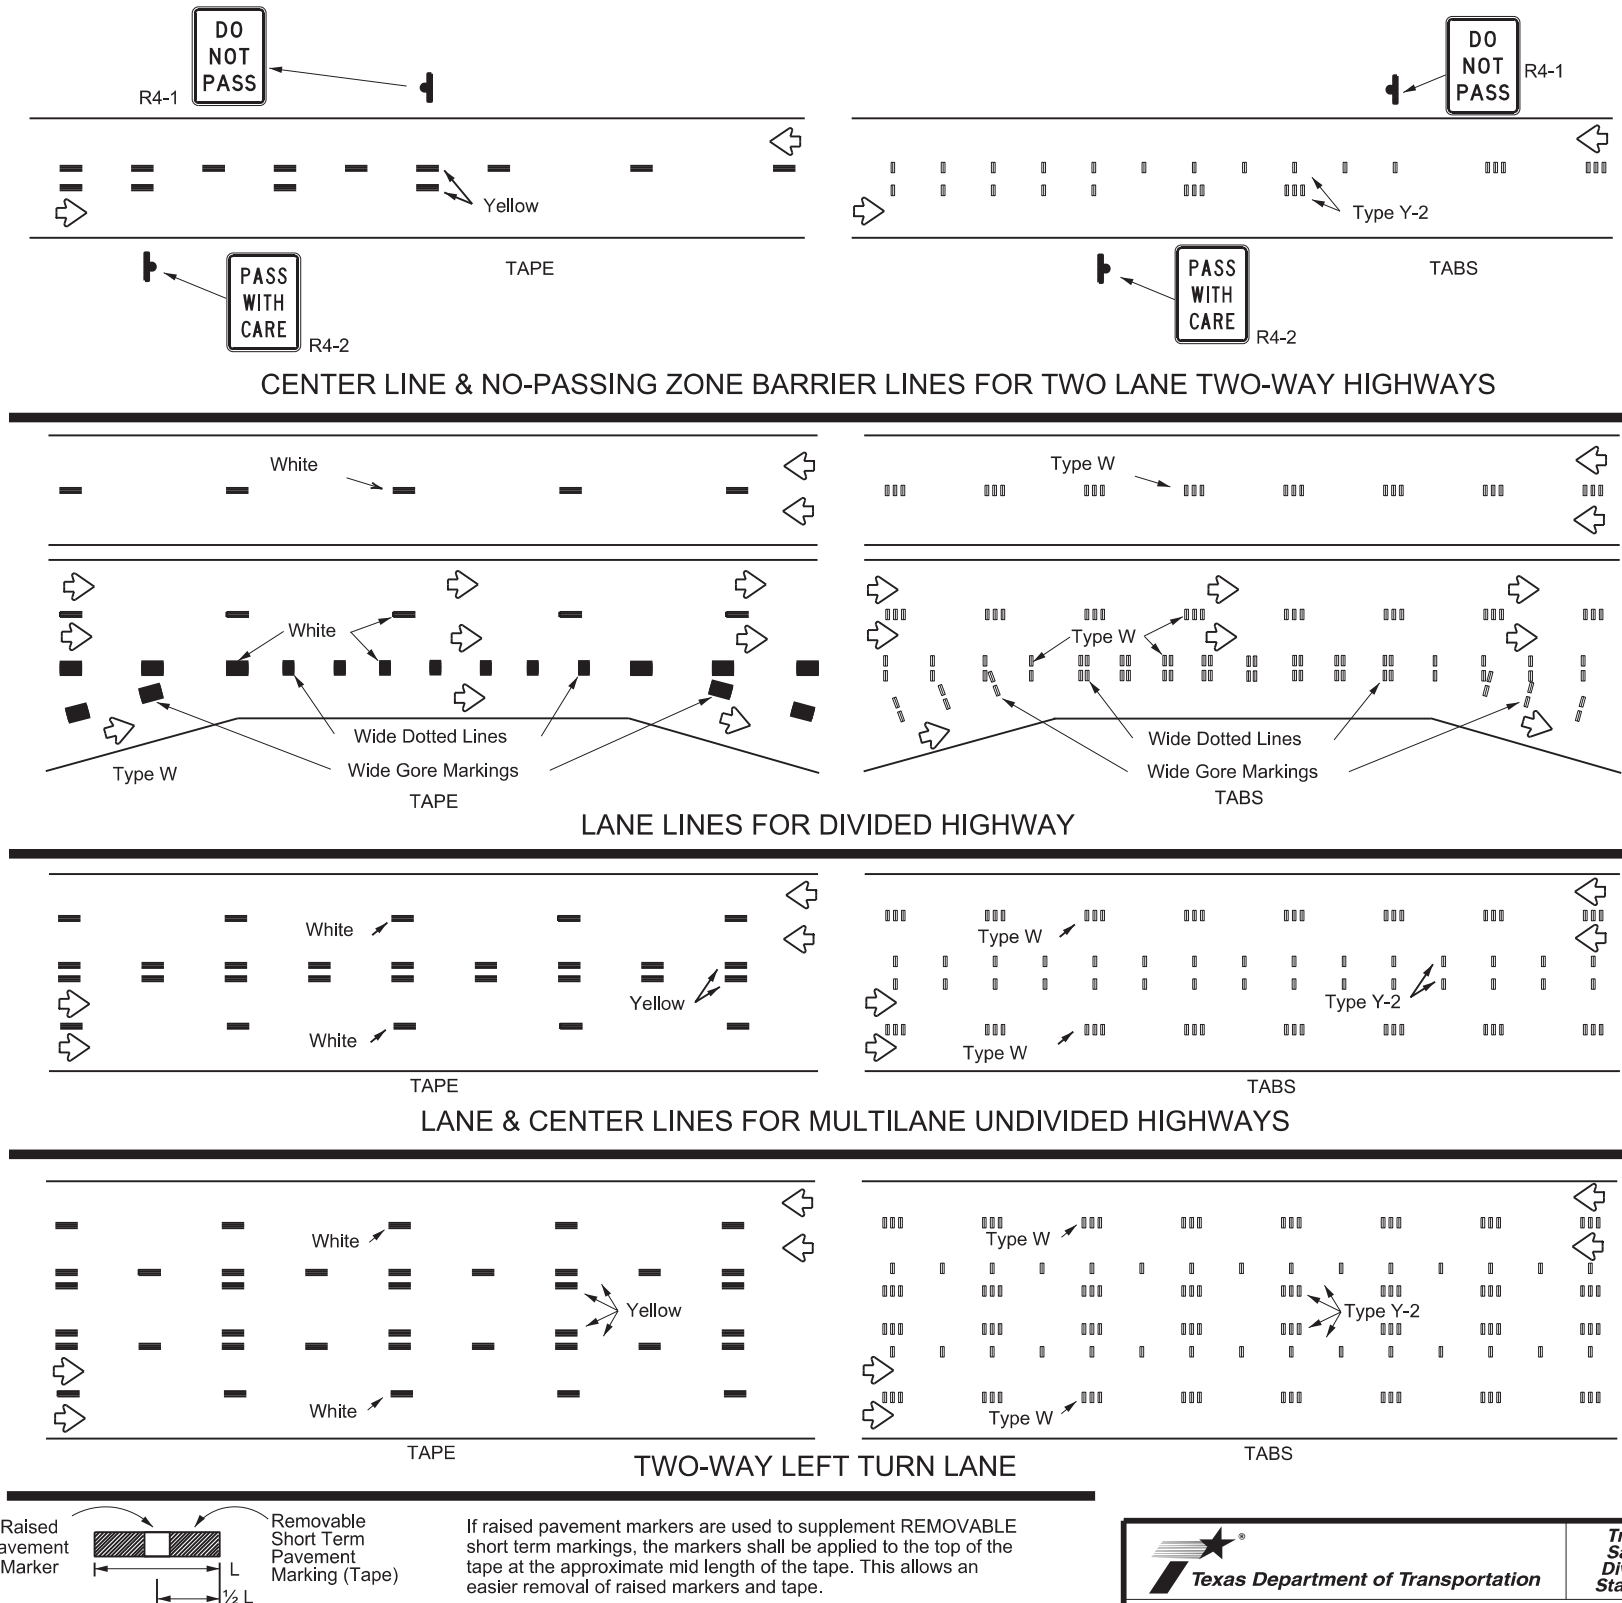 DO
NOT
PASS
R4-1
DO
NOT
PASS
R4-1
Yellow
Type Y-2
TAPE
TABS
PASS
WITH
CARE
R4-2
PASS
WITH
CARE
R4-2
CENTER LINE & NO-PASSING ZONE BARRIER LINES FOR TWO LANE TWO-WAY HIGHWAYS
White
Type W
White
Type W
Wide Dotted Lines
Wide Gore Markings
Type W
TAPE
Wide Dotted Lines
Wide Gore Markings
TABS
LANE LINES FOR DIVIDED HIGHWAY
White
Type W
Yellow
Type Y-2
White
Type W
TAPE
TABS
LANE & CENTER LINES FOR MULTILANE UNDIVIDED HIGHWAYS
White
Type W
Yellow
Type Y-2
White
Type W
TAPE
TABS
TWO-WAY LEFT TURN LANE
Raised
Marker
Removable
Short Term
Pavement
Marking (Tape)
L
½ L
If raised pavement markers are used to supplement REMOVABLE
short term markings, the markers shall be applied to the top of the
tape at the approximate mid length of the tape. This allows an
easier removal of raised markers and tape.
®
Texas Department of Transportation